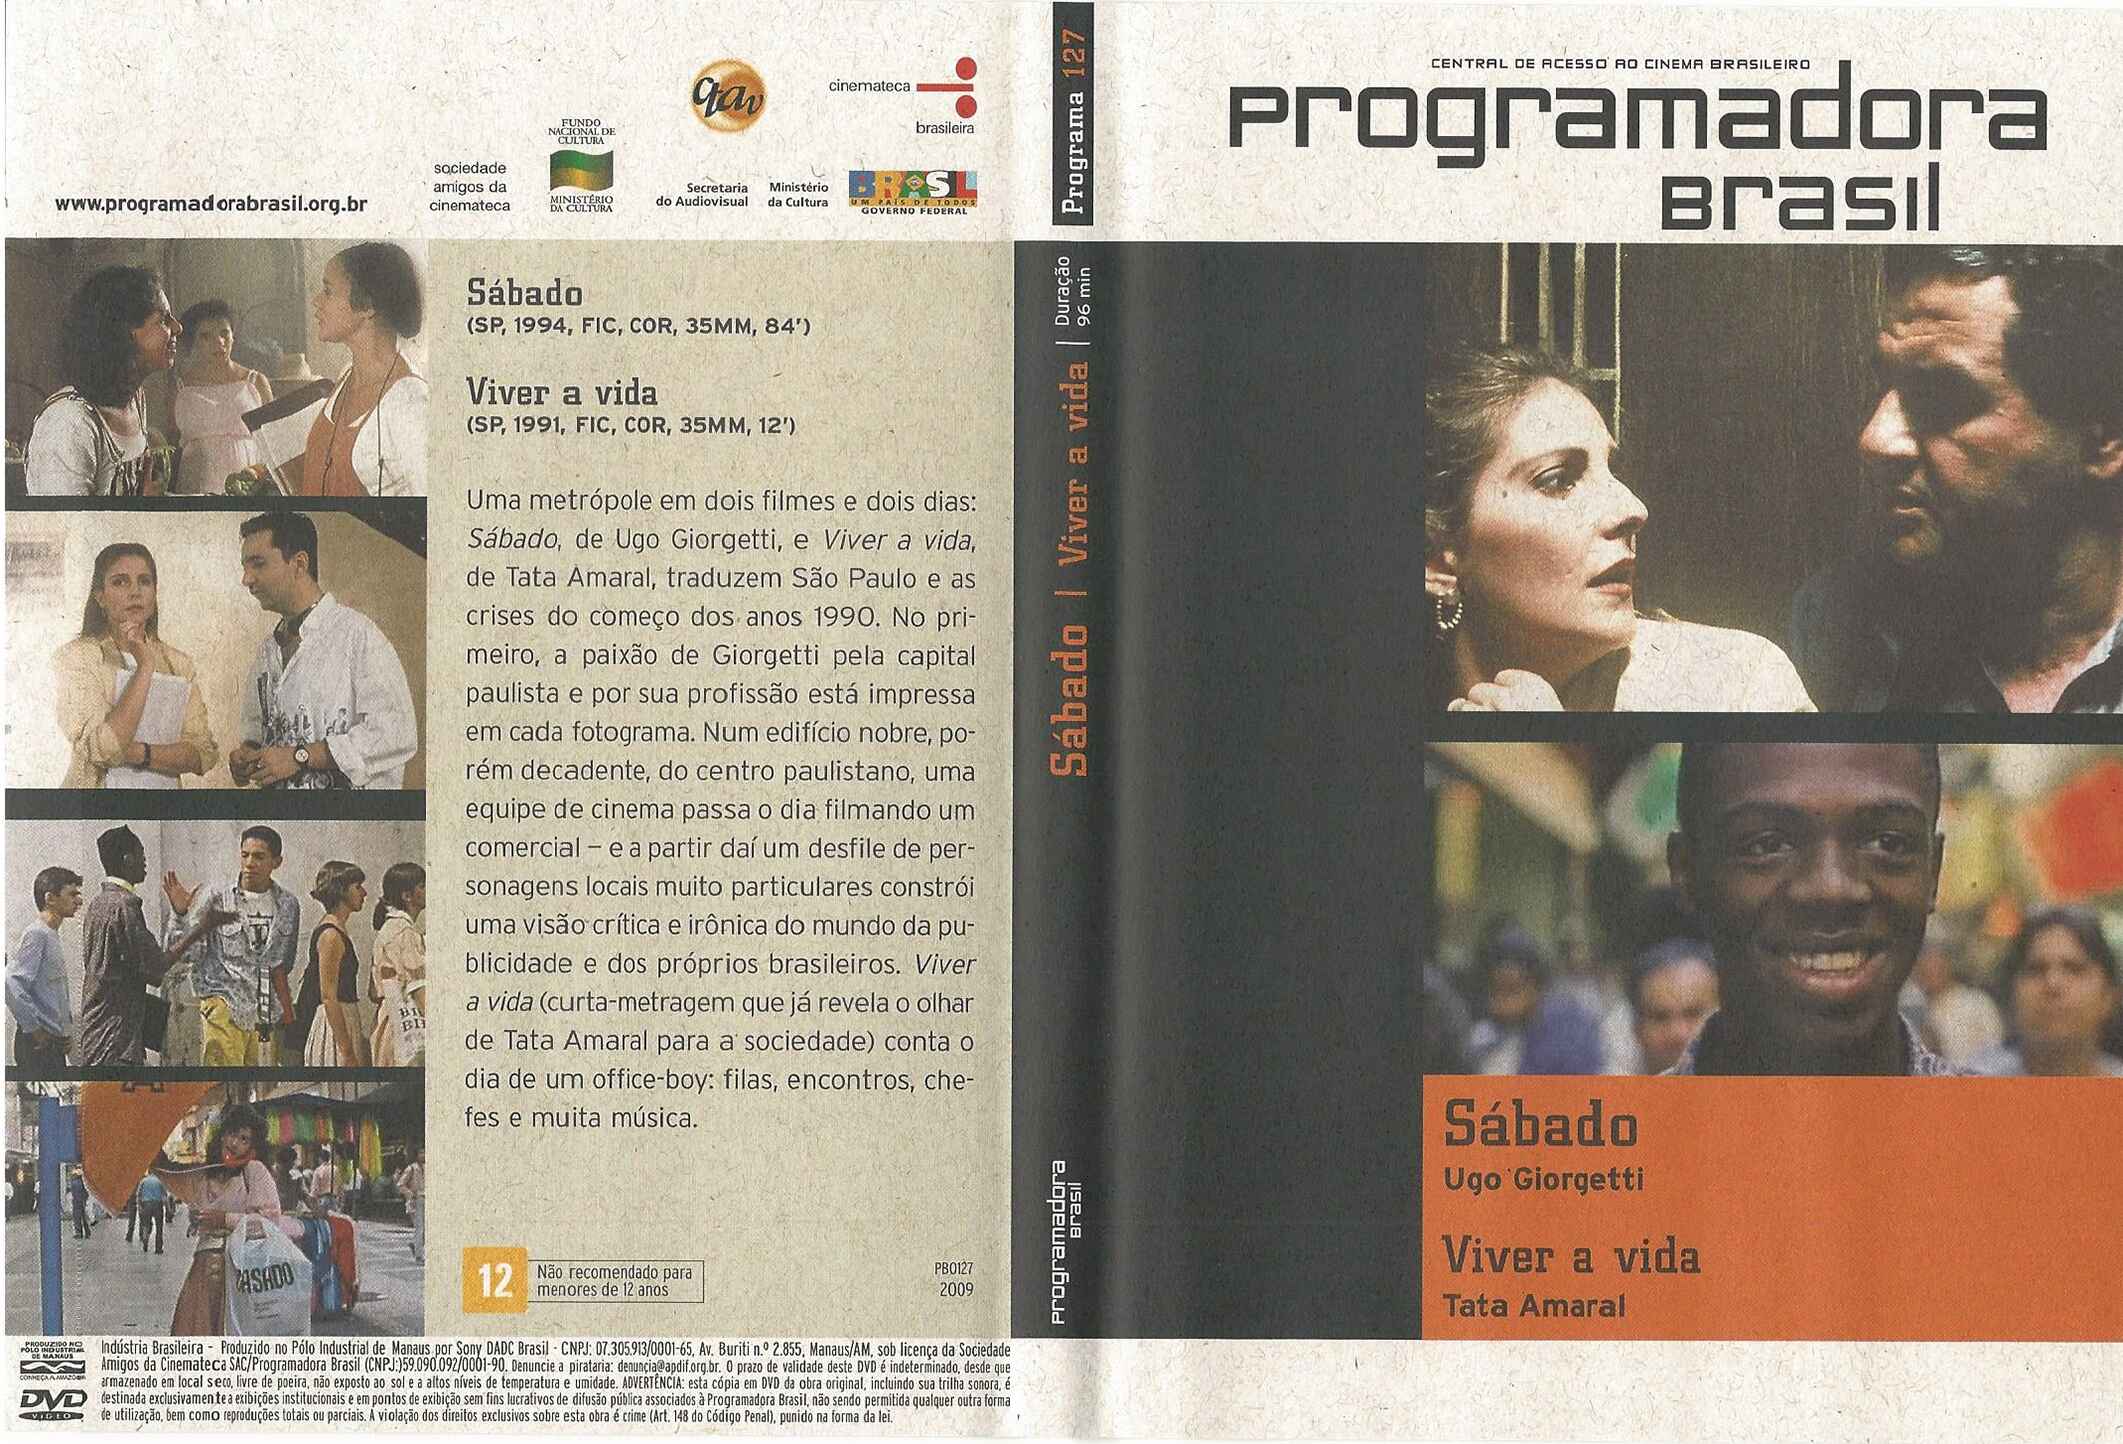 www.programadorabrasil.org.br
sociedade
amigos da
cinemateca
FUNDO
NACIONAL DE
CULTURA
MINISTÉRIO
DA CULTURA
qav
Secretaria
do Audiovisual
Ministério
da Cultura
cinemateca
brasileira
BRASIL
UM PAÍS DE TODOS
GOVERNO FEDERAL
Sábado
(SP, 1994, FIC, COR, 35MM, 84')
Viver a vida
(SP, 1991, FIC, COR, 35MM, 12')
Uma metrópole em dois filmes e dois dias:
Sábado, de Ugo Giorgetti, e Viver a vida,
de Tata Amaral, traduzem São Paulo e as
crises do começo dos anos 1990. No pri-
meiro, a paixão de Giorgetti pela capital
paulista e por sua profissão está impressa
em cada fotograma. Num edifício nobre, po-
rém decadente, do centro paulistano, uma
equipe de cinema passa o dia filmando um
comercial – e a partir daí um desfile de per-
sonagens locais muito particulares constrói
uma visão crítica e irônica do mundo da pu-
blicidade e dos próprios brasileiros. Viver
a vida (curta-metragem que já revela o olhar
de Tata Amaral para a sociedade) conta o
dia de um office-boy: filas, encontros, che-
fes e muita música.
12
Não recomendado para
menores de 12 anos
PB0127
2009
PRODUZIDO NO
PÓLO INDUSTRIAL
DE MANAUS
CONHEÇA A AMAZÔNIA
DVD
VIDEO
Indústria Brasileira - Produzido no Pólo Industrial de Manaus por Sony DADC Brasil - CNPJ: 07.305.913/0001-65, Av. Buriti n.º 2.855, Manaus/AM, sob licença da Sociedade
Amigos da Cinemateca SAC/Programadora Brasil (CNPJ:)59.090.092/0001-90. Denuncie a pirataria: denuncia@apdif.org.br. O prazo de validade deste DVD é indeterminado, desde que
armazenado em local seco, livre de poeira, não exposto ao sol e a altos níveis de temperatura e umidade. ADVERTÊNCIA: esta cópia em DVD da obra original, incluindo sua trilha sonora, é
destinada exclusivamente a exibições institucionais e em pontos de exibição sem fins lucrativos de difusão pública associados à Programadora Brasil, não sendo permitida qualquer outra forma
de utilização, bem como reproduções totais ou parciais. A violação dos direitos exclusivos sobre esta obra é crime (Art. 148 do Código Penal), punido na forma da lei.
Programa 127
Sábado | Viver a vida | Duração
96 min
programadora
Brasil
CENTRAL DE ACESSO AO CINEMA BRASILEIRO
programadora
Brasil
Sábado
Ugo Giorgetti
Viver a vida
Tata Amaral